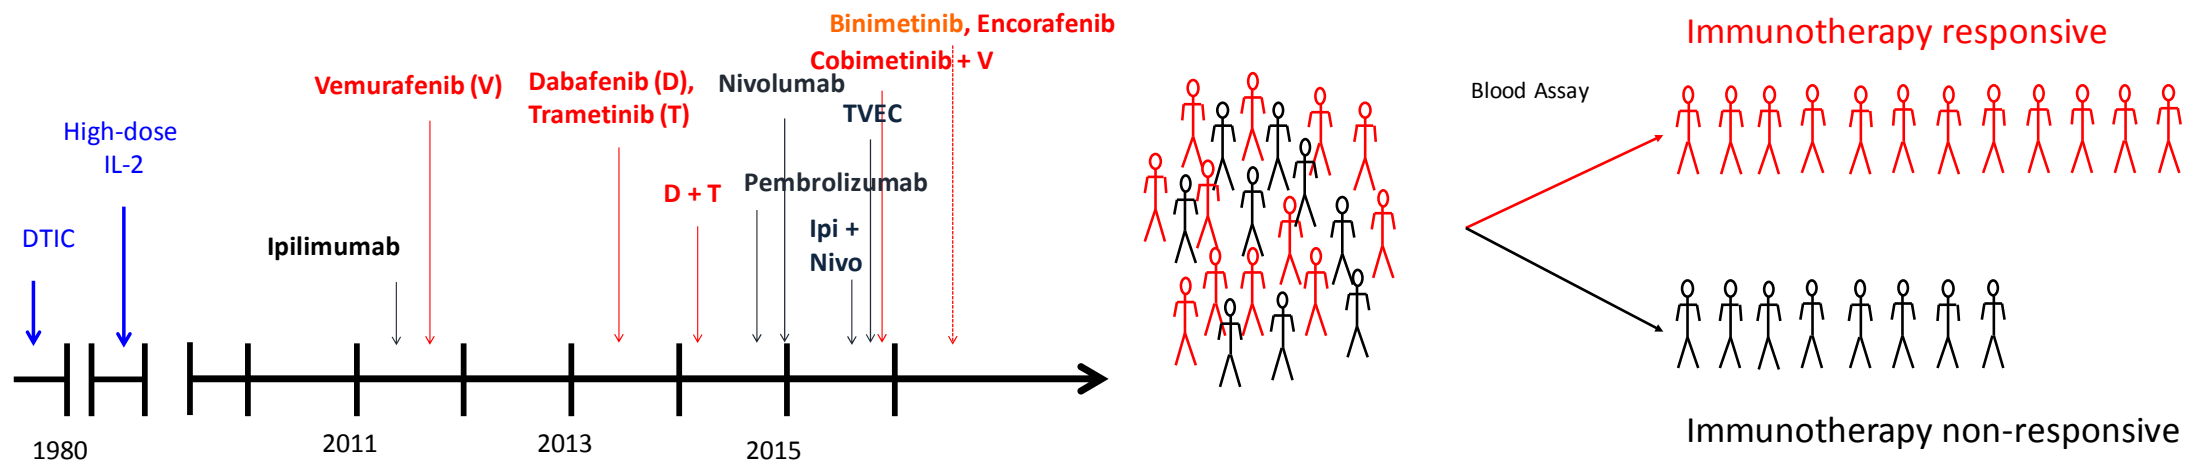 DTIC
High-dose
IL-2
Ipilimumab
Vemurafenib (V)
Dabafenib (D),
Trametinib (T)
D + T
Nivolumab
Pembrolizumab
Ipi +
Nivo
TVEC
Cobimetinib + V
Binimetinib, Encorafenib
1980
2011
2013
2015
Blood Assay
Immunotherapy responsive
Immunotherapy non-responsive